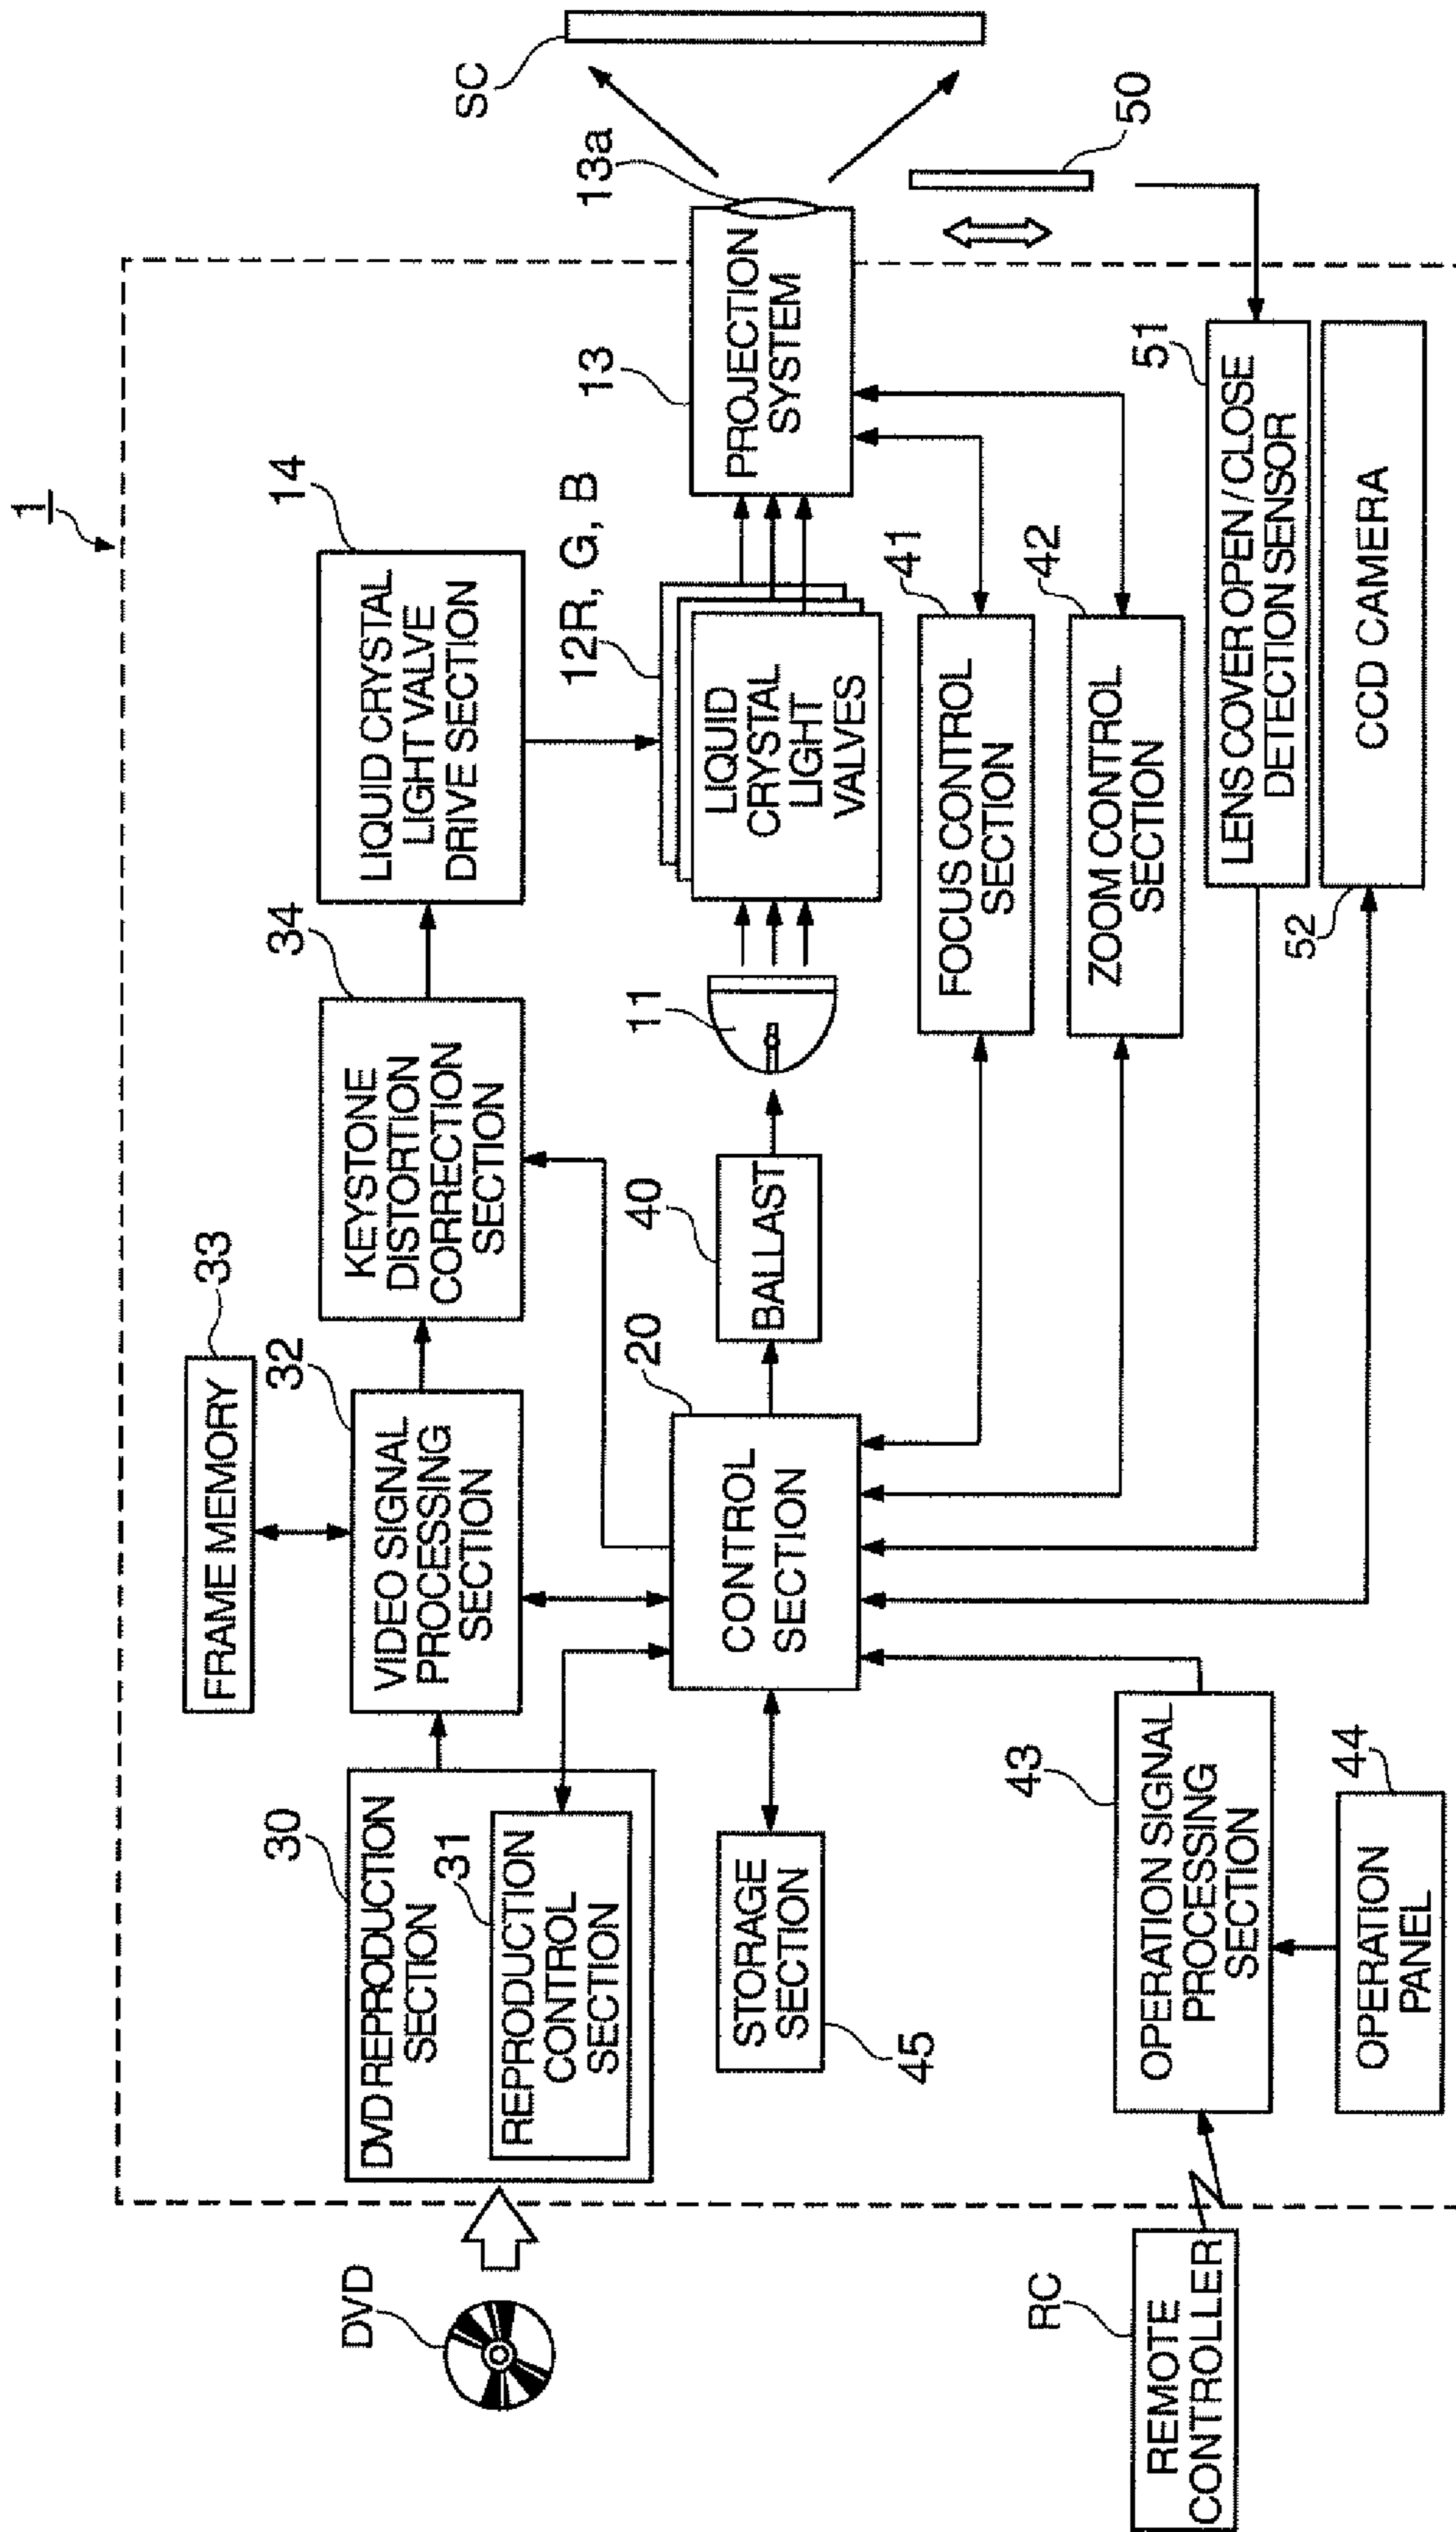 1
DVD
30
DVD REPRODUCTION
SECTION
31
REPRODUCTION
CONTROL
SECTION
FRAME MEMORY
33
32
VIDEO SIGNAL
PROCESSING
SECTION
34
KEYSTONE
DISTORTION
CORRECTION
SECTION
14
LIQUID CRYSTAL
LIGHT VALVE
DRIVE SECTION
STORAGE
SECTION
45
20
CONTROL
SECTION
40
BALLAST
11
12R, G, B
LIQUID
CRYSTAL
LIGHT
VALVES
13
PROJECTION
SYSTEM
13a
SC
50
41
FOCUS CONTROL
SECTION
42
ZOOM CONTROL
SECTION
51
LENS COVER OPEN / CLOSE
DETECTION SENSOR
52
CCD CAMERA
RC
REMOTE
CONTROLLER
43
OPERATION SIGNAL
PROCESSING
SECTION
44
OPERATION
PANEL